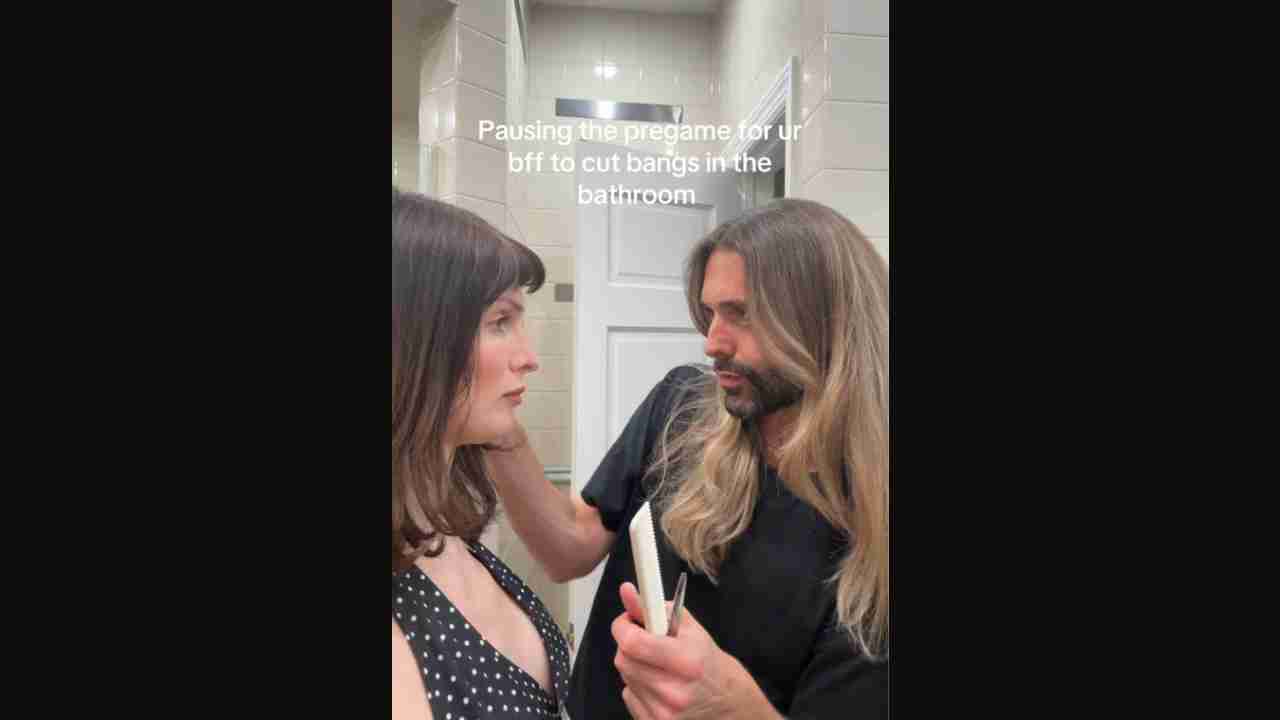 Pausing the pregame for ur
bff to cut bangs in the
bathroom